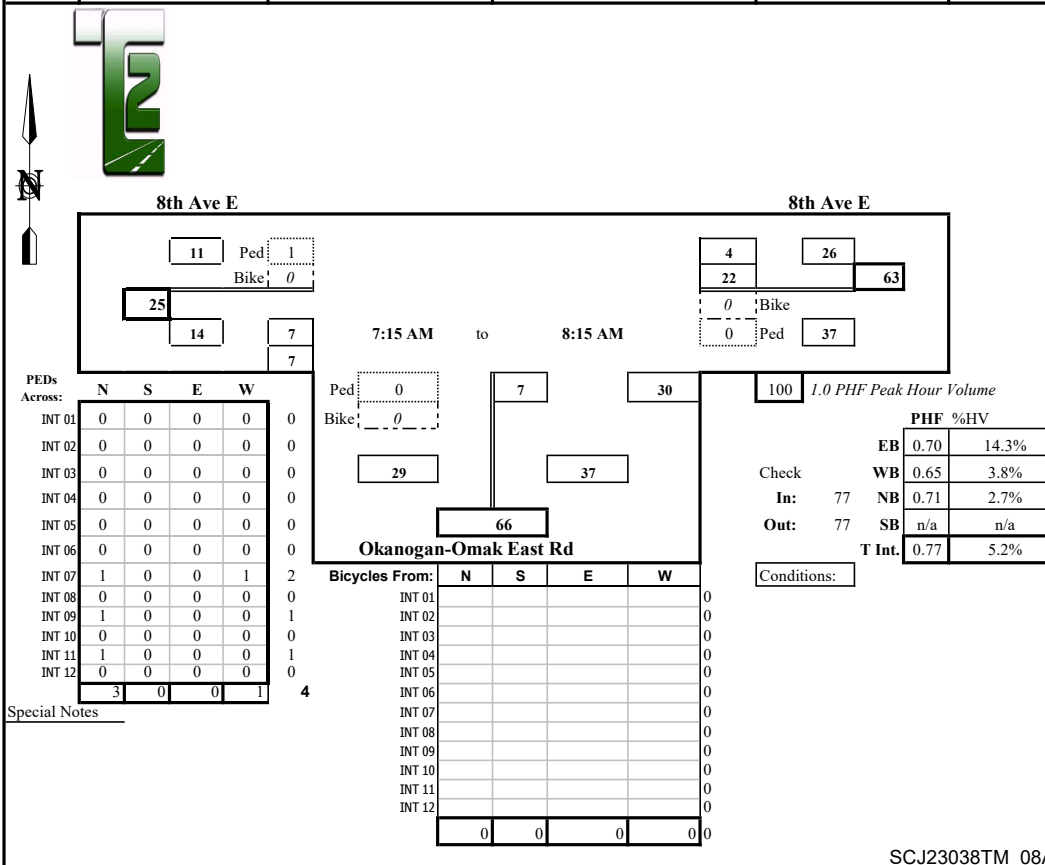 TE2
N
8th Ave E 8th Ave E
11 Ped 1 4 26
Bike 0 22 63
25 0 Bike
14 7 7:15 AM to 8:15 AM 0 Ped 37
7
PEDs Across: N S E W Ped 0 7 30 100 1.0 PHF Peak Hour Volume
INT 01 0 0 0 0 0 Bike 0 PHF %HV
INT 02 0 0 0 0 0 EB 0.70 14.3%
INT 03 0 0 0 0 0 29 37 Check WB 0.65 3.8%
INT 04 0 0 0 0 0 In: 77 NB 0.71 2.7%
INT 05 0 0 0 0 0 66 Out: 77 SB n/a n/a
INT 06 0 0 0 0 0 Okanogan-Omak East Rd T Int. 0.77 5.2%
INT 07 1 0 0 1 2 Bicycles From: N S E W Conditions:
INT 08 0 0 0 0 0 INT 01 0
INT 09 1 0 0 0 1 INT 02 0
INT 10 0 0 0 0 0 INT 03 0
INT 11 1 0 0 0 1 INT 04 0
INT 12 0 0 0 0 0 INT 05 0
3 0 0 1 4 INT 06 0
Special Notes INT 07 0
INT 08 0
INT 09 0
INT 10 0
INT 11 0
INT 12 0
0 0 0 0 0
SCJ23038TM_08A